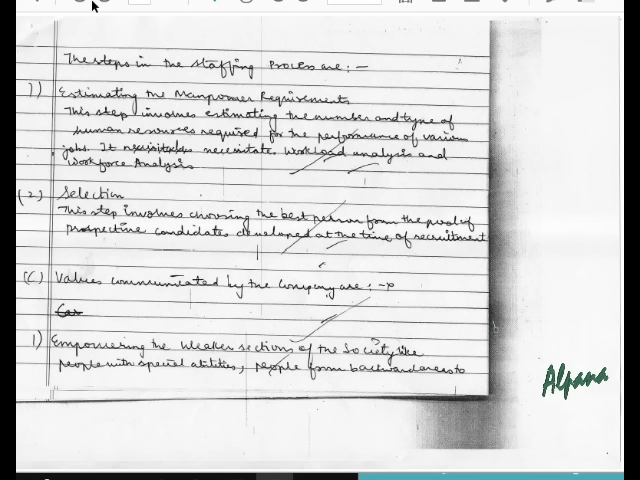 The steps in the staffing Process are: -
1) Estimating the Manpower Requirements
This step involves estimating the number and type of
human resources required for the performance of various
jobs. It necessitates workload analysis and
Workforce Analysis
(2) Selection
This step involves choosing the best person from the pool of
prospective candidates developed at the time of recruitment
(C) Values communicated by the Company are: -
1) Empowering the weaker sections of the Society like
people with special abilities, people from backward areas to
Alpana